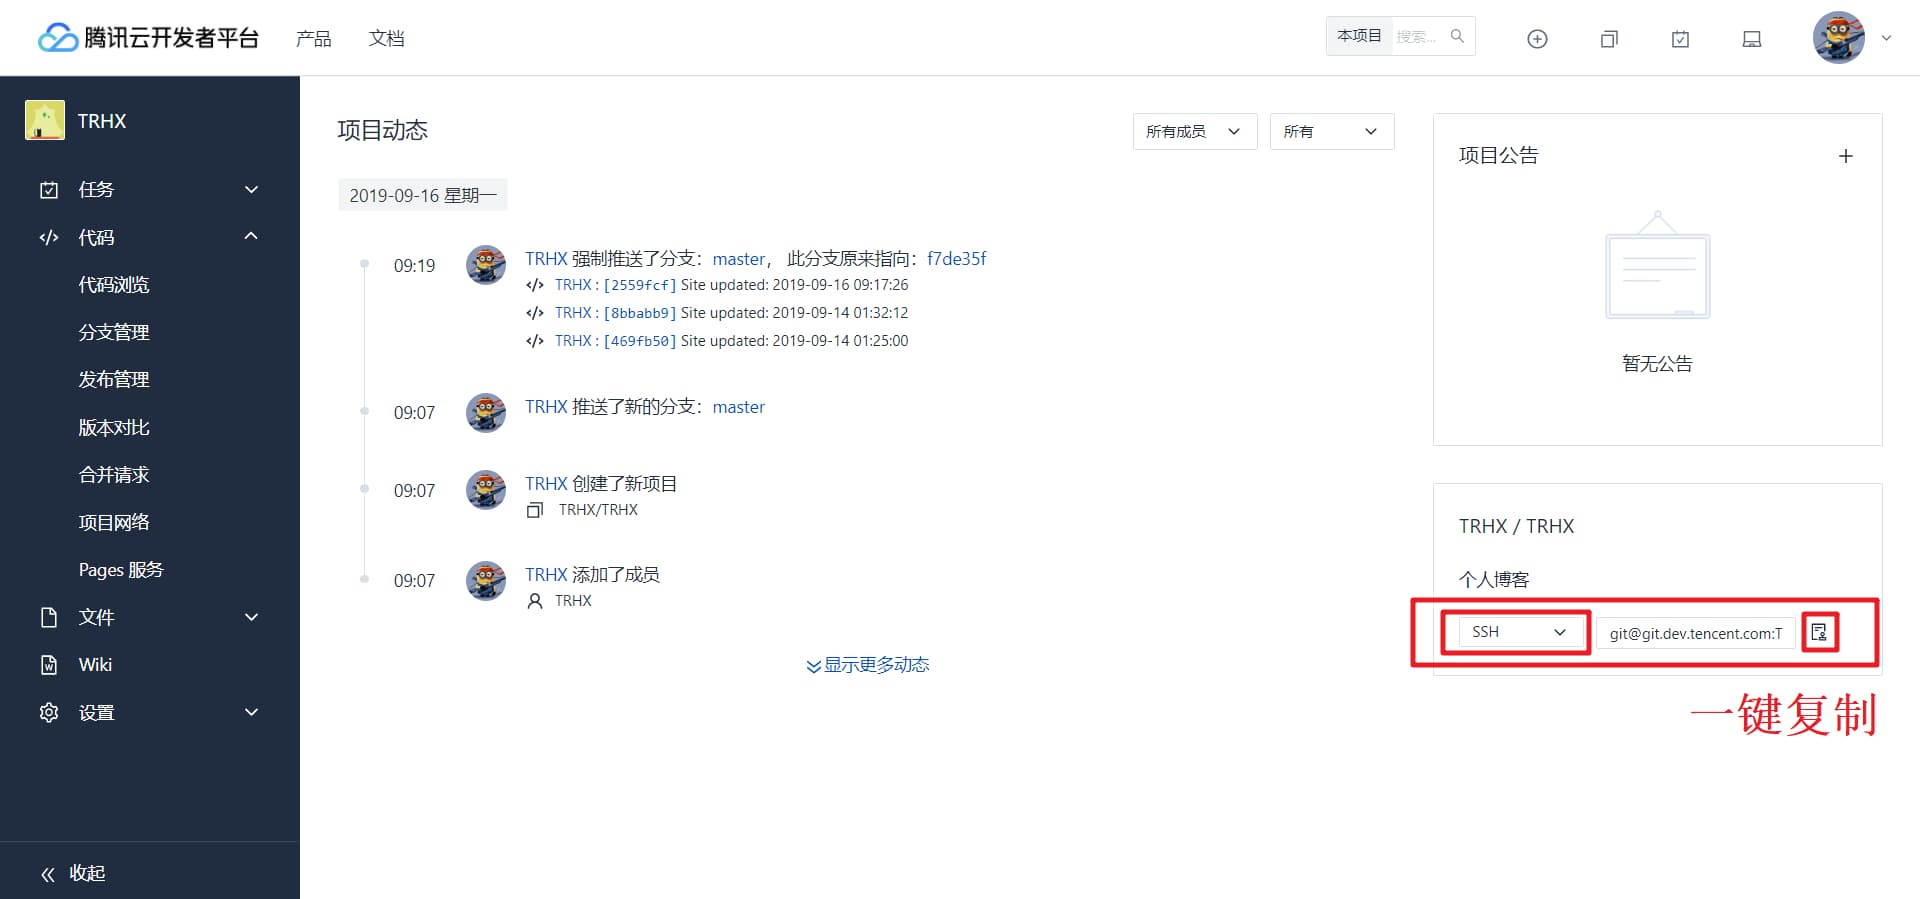 腾讯云开发者平台
产品
文档
本项目
搜索...
TRHX
任务
代码
代码浏览
分支管理
发布管理
版本对比
合并请求
项目网络
Pages 服务
文件
Wiki
设置
收起
项目动态
所有成员
所有
2019-09-16 星期一
09:19
TRHX 强制推送了分支：master， 此分支原来指向：f7de35f
TRHX : [2559fcf] Site updated: 2019-09-16 09:17:26
TRHX : [8bbabb9] Site updated: 2019-09-14 01:32:12
TRHX : [469fb50] Site updated: 2019-09-14 01:25:00
09:07
TRHX 推送了新的分支：master
09:07
TRHX 创建了新项目
TRHX/TRHX
09:07
TRHX 添加了成员
TRHX
显示更多动态
项目公告
暂无公告
TRHX / TRHX
个人博客
SSH
git@git.dev.tencent.com:T
一键复制